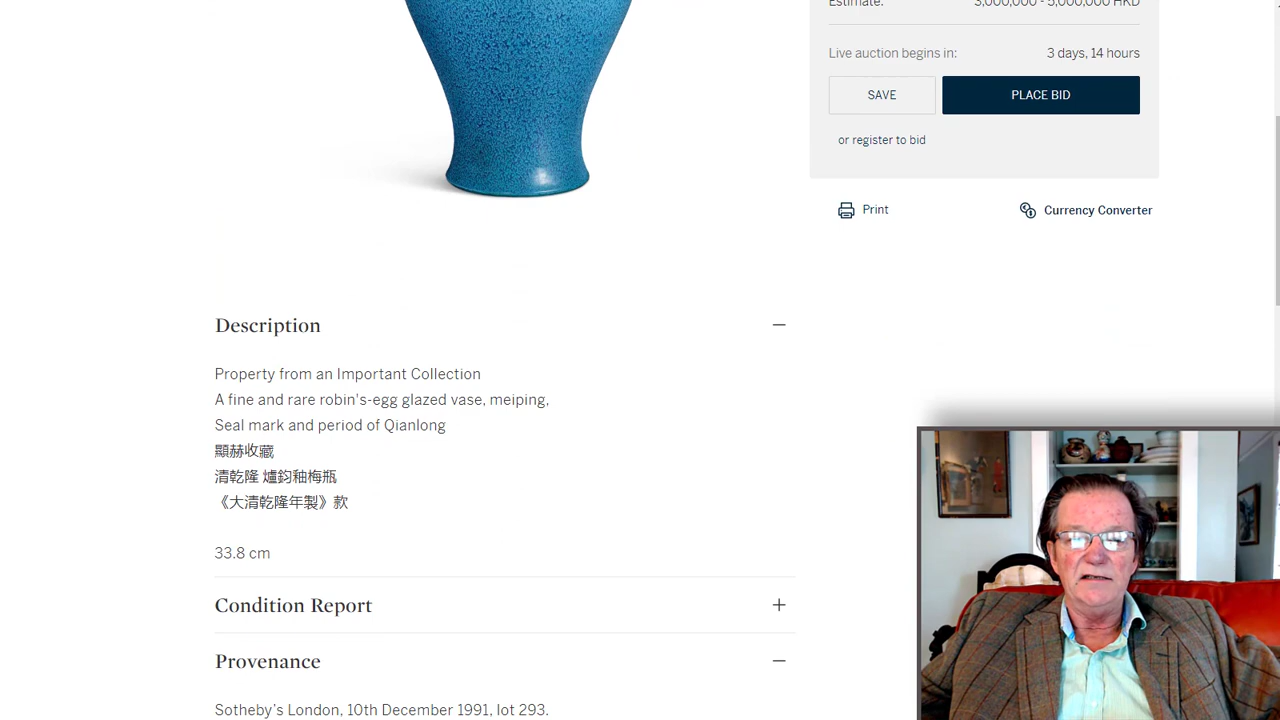 Estimate:
3,000,000 - 5,000,000 HKD
Live auction begins in:
3 days, 14 hours
SAVE
PLACE BID
or register to bid
Print
Currency Converter
Description
Property from an Important Collection
A fine and rare robin's-egg glazed vase, meiping,
Seal mark and period of Qianlong
顯赫收藏
清乾隆 爐鈞釉梅瓶
《大清乾隆年製》款
33.8 cm
Condition Report
Provenance
Sotheby's London, 10th December 1991, lot 293.